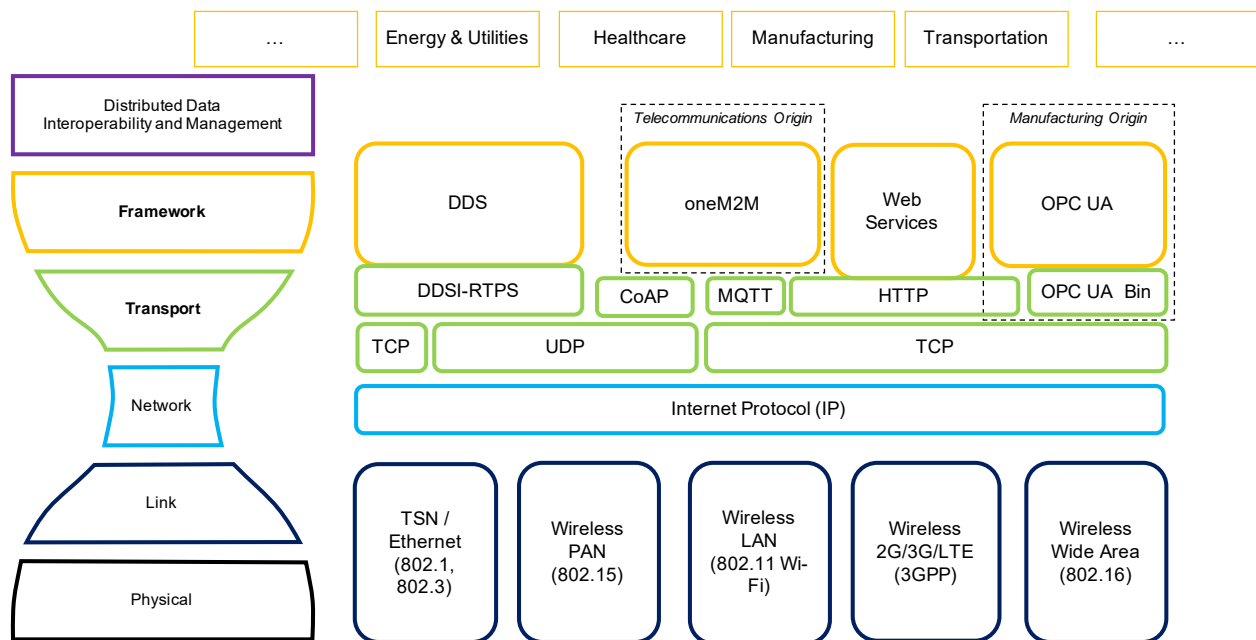 …
Energy & Utilities
Healthcare
Manufacturing
Transportation
…
Distributed Data
Interoperability and Management
Telecommunications Origin
Manufacturing Origin
Framework
DDS
oneM2M
Web
Services
OPC UA
Transport
DDSI-RTPS
CoAP
MQTT
HTTP
OPC UA Bin
TCP
UDP
TCP
Network
Internet Protocol (IP)
Link
Physical
TSN /
Ethernet
(802.1,
802.3)
Wireless
PAN
(802.15)
Wireless
LAN
(802.11 Wi-
Fi)
Wireless
2G/3G/LTE
(3GPP)
Wireless
Wide Area
(802.16)